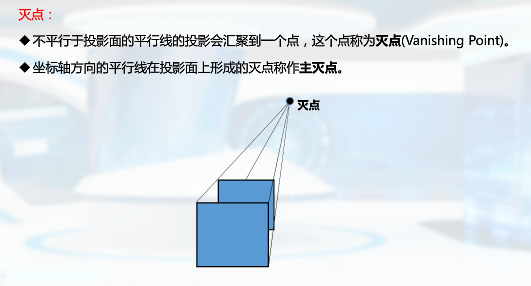 灭点：
◆不平行于投影面的平行线的投影会汇聚到一个点，这个点称为灭点(Vanishing Point)。
◆坐标轴方向的平行线在投影面上形成的灭点称作主灭点。
灭点